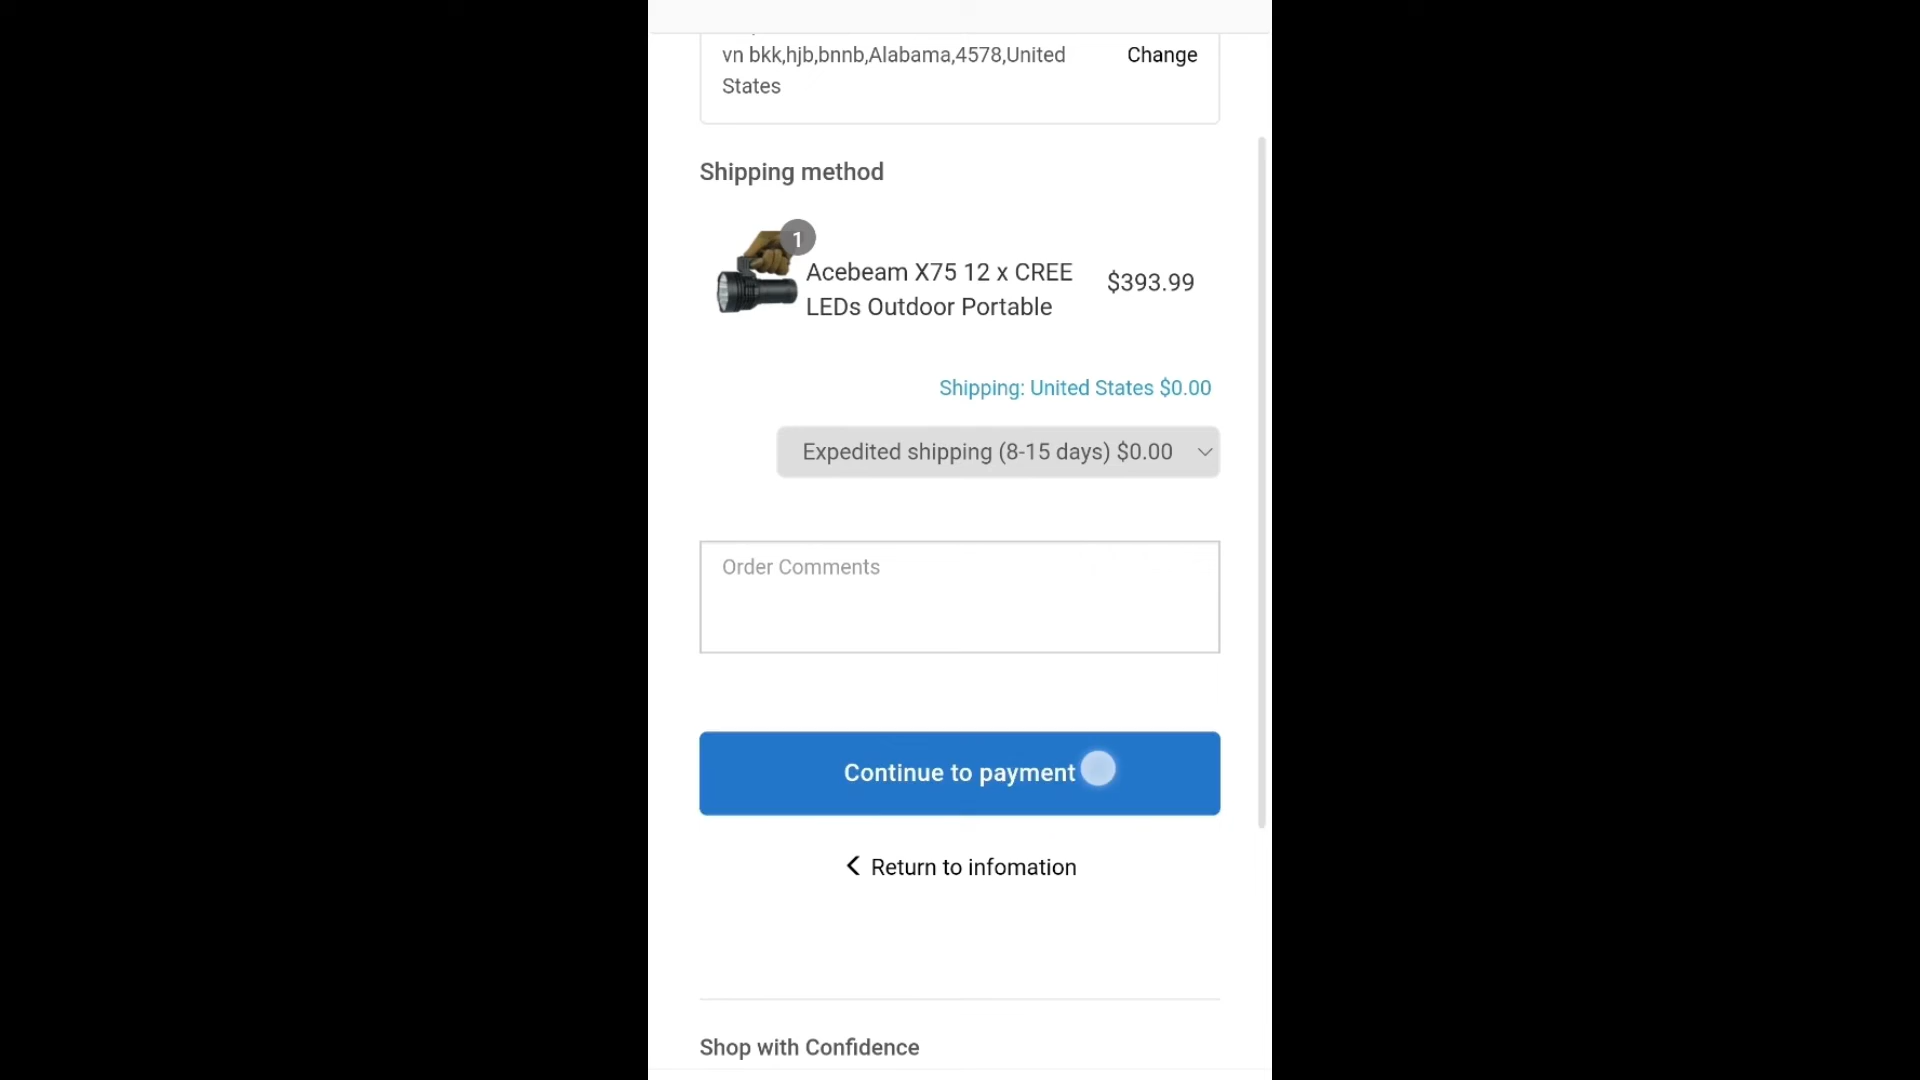 vn bkk,hjb,bnnb,Alabama,4578,United
States
Change
Shipping method
1
Acebeam X75 12 x CREE
LEDs Outdoor Portable
$393.99
Shipping: United States $0.00
Expedited shipping (8-15 days) $0.00
Order Comments
Continue to payment
Return to infomation
Shop with Confidence